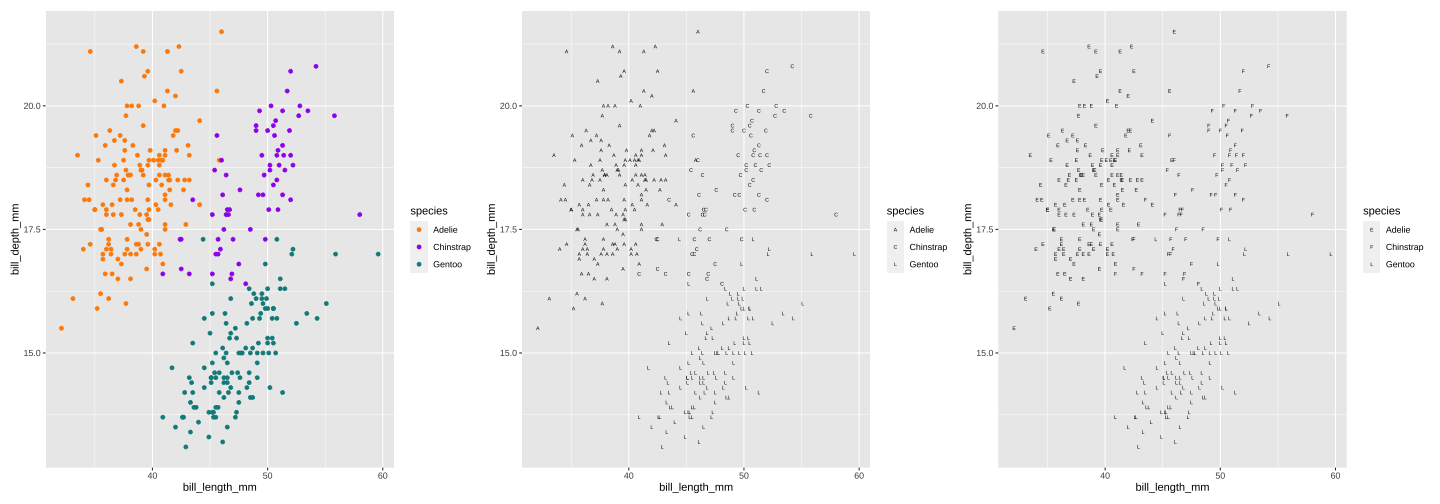 bill_depth_mm
20.0
17.5
15.0
40 50 60
bill_length_mm
species
Adelie
Chinstrap
Gentoo
bill_depth_mm
20.0
17.5
15.0
40 50 60
bill_length_mm
species
A Adelie
C Chinstrap
L Gentoo
bill_depth_mm
20.0
17.5
15.0
40 50 60
bill_length_mm
species
E Adelie
F Chinstrap
L Gentoo